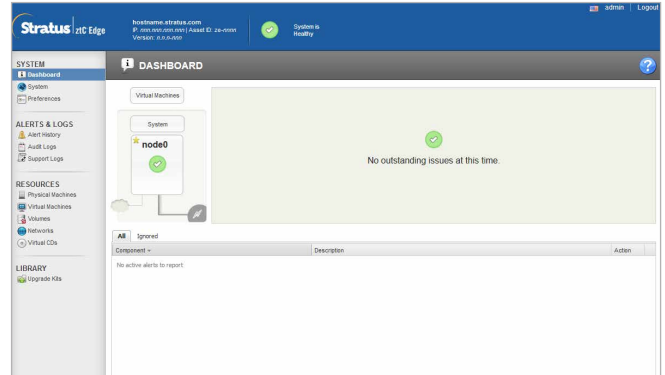 admin | Logout
Stratus ztC Edge
hostname.stratus.com
IP: nnn.nnn.nnn.nnn | Asset ID: ze-nnnn
Version: n.n.n-nnn
System is
Healthy
SYSTEM
Dashboard
System
Preferences
ALERTS & LOGS
Alert History
Audit Logs
Support Logs
RESOURCES
Physical Machines
Virtual Machines
Volumes
Networks
Virtual CDs
LIBRARY
Upgrade Kits
DASHBOARD
?
Virtual Machines
System
node0
No outstanding issues at this time.
All Ignored
Component Description Action
No active alerts to report